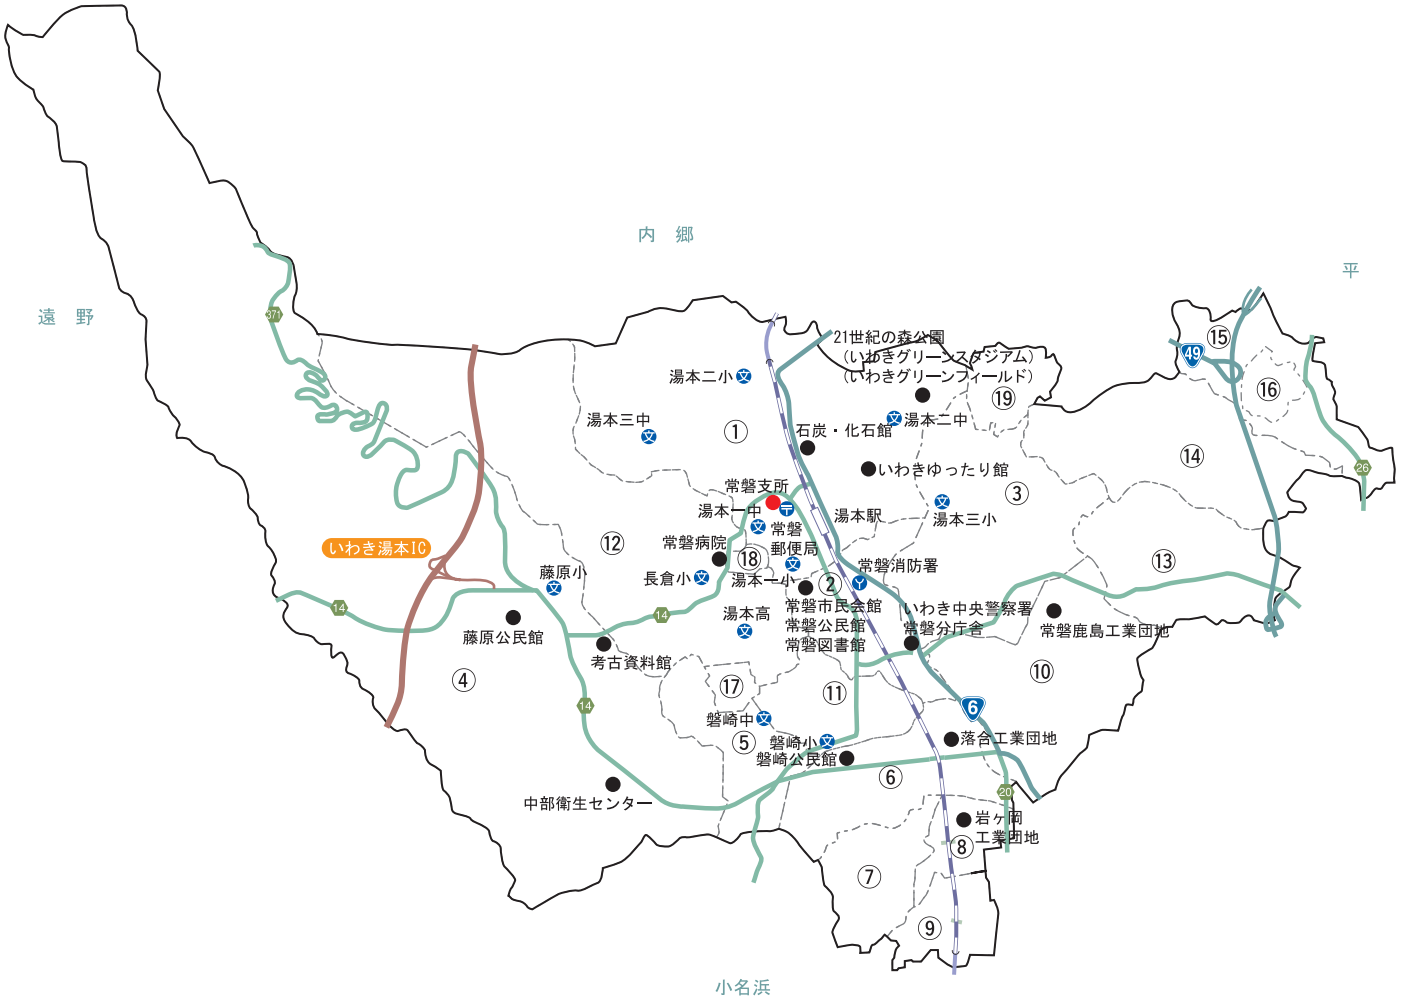 内 郷
平
遠 野
371
21世紀の森公園
（いわきグリーンスタジアム）
（いわきグリーンフィールド）
⑮
49
⑯
⑲
湯本二小
湯本三中
①
湯本二中
石炭・化石館
⑭
いわきゆったり館
26
③
常磐支所
湯本一中
湯本駅
湯本三小
常磐
郵便局
⑫
いわき湯本IC
常磐病院
⑱
⑬
藤原小
長倉小
湯本一小
②
常磐消防署
14
14
常磐市民会館
常磐公民館
常磐図書館
いわき中央警察署
常磐分庁舎
常磐鹿島工業団地
湯本高
藤原公民館
考古資料館
④
⑰
⑪
⑩
14
6
磐崎中
⑤
磐崎小
磐崎公民館
落合工業団地
⑥
20
中部衛生センター
岩ヶ岡
工業団地
⑧
⑦
⑨
小名浜